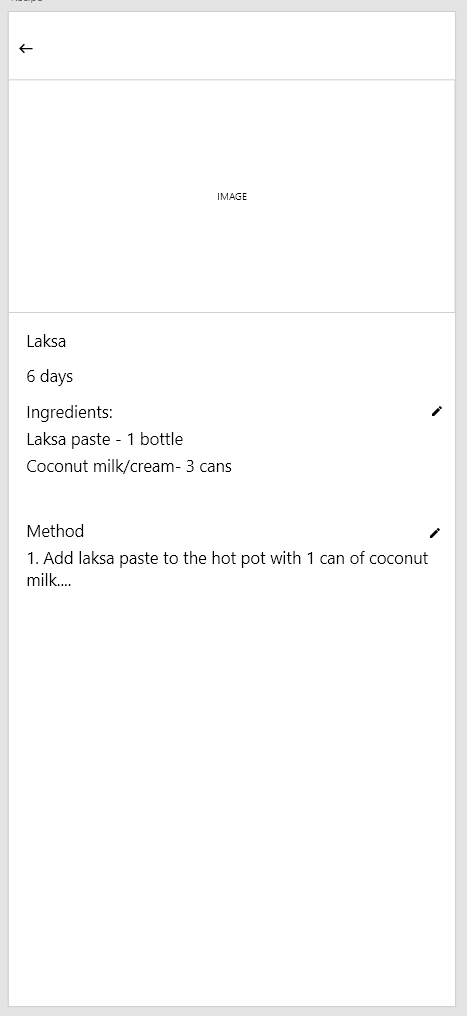 Recipe
IMAGE
Laksa
6 days
Ingredients:
Laksa paste - 1 bottle
Coconut milk/cream- 3 cans
Method
1. Add laksa paste to the hot pot with 1 can of coconut
milk....